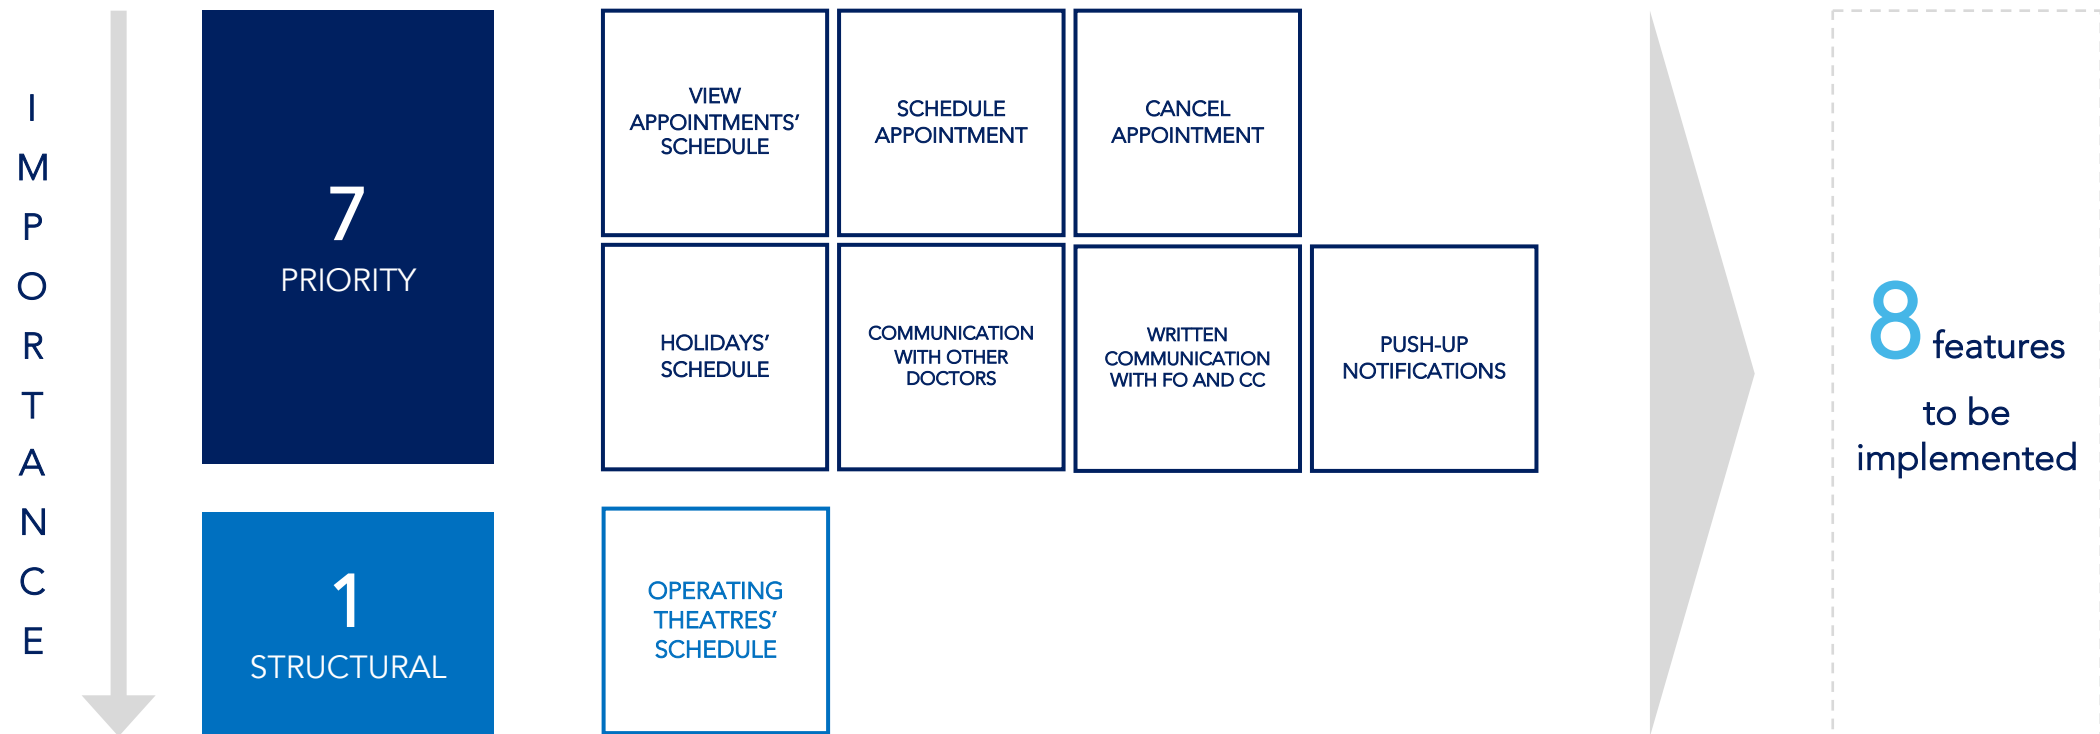 IMPORTANCE
7
PRIORITY
VIEW
APPOINTMENTS’
SCHEDULE
SCHEDULE
APPOINTMENT
CANCEL
APPOINTMENT
HOLIDAYS’
SCHEDULE
COMMUNICATION
WITH OTHER
DOCTORS
WRITTEN
COMMUNICATION
WITH FO AND CC
PUSH-UP
NOTIFICATIONS
1
STRUCTURAL
OPERATING
THEATRES’
SCHEDULE
8 features
to be
implemented